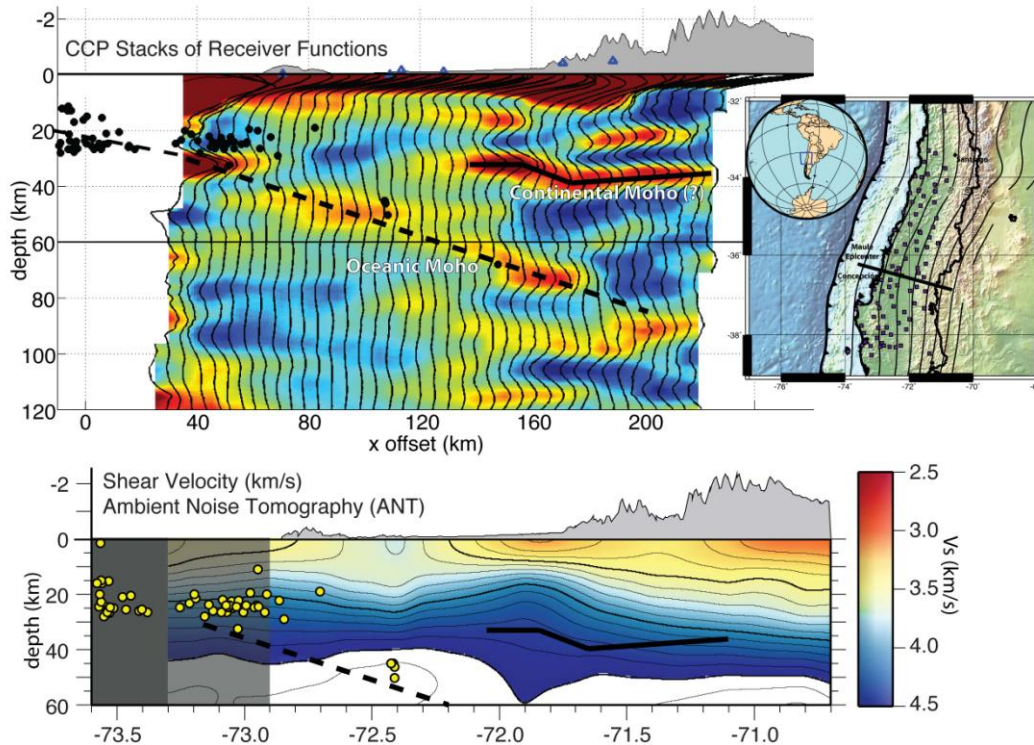 -2
CCP Stacks of Receiver Functions
0
20
40
60
80
100
120
depth (km)
Continental Moho (?)
Oceanic Moho
0 40 80 120 160 200
x offset (km)
-32
-34
-36
-38
Santiago
Maule
Epicenter
Concepción
-76 -74 -72 -70
Shear Velocity (km/s)
Ambient Noise Tomography (ANT)
-2
0
20
40
60
depth (km)
-73.5 -73.0 -72.5 -72.0 -71.5 -71.0
2.5
3.0
3.5
4.0
4.5
Vs (km/s)